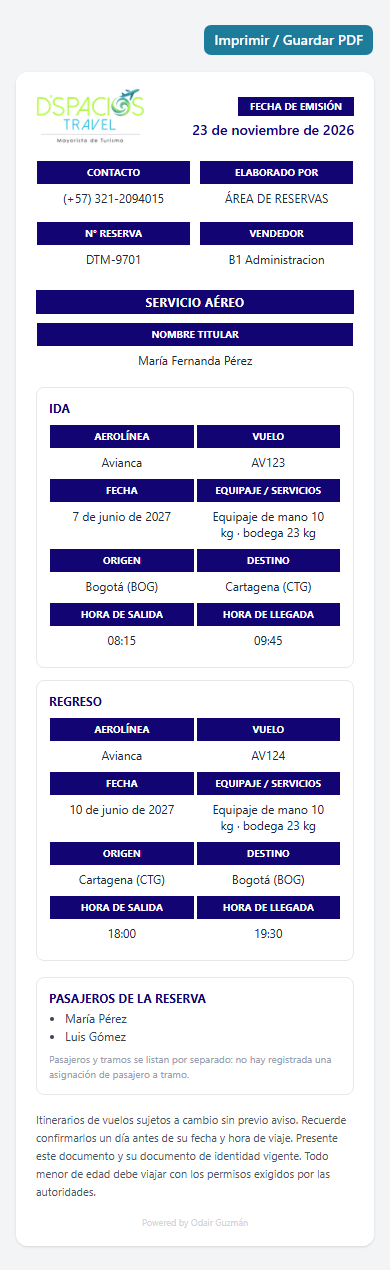 Imprimir / Guardar PDF
D'SPACIOS
TRAVEL
Mayorista de Turismo
FECHA DE EMISIÓN
23 de noviembre de 2026
CONTACTO
ELABORADO POR
(+57) 321-2094015
ÁREA DE RESERVAS
N° RESERVA
VENDEDOR
DTM-9701
B1 Administracion
SERVICIO AÉREO
NOMBRE TITULAR
María Fernanda Pérez
IDA
AEROLÍNEA
VUELO
Avianca
AV123
FECHA
EQUIPAJE / SERVICIOS
7 de junio de 2027
Equipaje de mano 10
kg · bodega 23 kg
ORIGEN
DESTINO
Bogotá (BOG)
Cartagena (CTG)
HORA DE SALIDA
HORA DE LLEGADA
08:15
09:45
REGRESO
AEROLÍNEA
VUELO
Avianca
AV124
FECHA
EQUIPAJE / SERVICIOS
10 de junio de 2027
Equipaje de mano 10
kg · bodega 23 kg
ORIGEN
DESTINO
Cartagena (CTG)
Bogotá (BOG)
HORA DE SALIDA
HORA DE LLEGADA
18:00
19:30
PASAJEROS DE LA RESERVA
• María Pérez
• Luis Gómez
Pasajeros y tramos se listan por separado: no hay registrada una
asignación de pasajero a tramo.
Itinerarios de vuelos sujetos a cambio sin previo aviso. Recuerde
confirmarlos un día antes de su fecha y hora de viaje. Presente
este documento y su documento de identidad vigente. Todo
menor de edad debe viajar con los permisos exigidos por las
autoridades.
Powered by Odair Guzmán